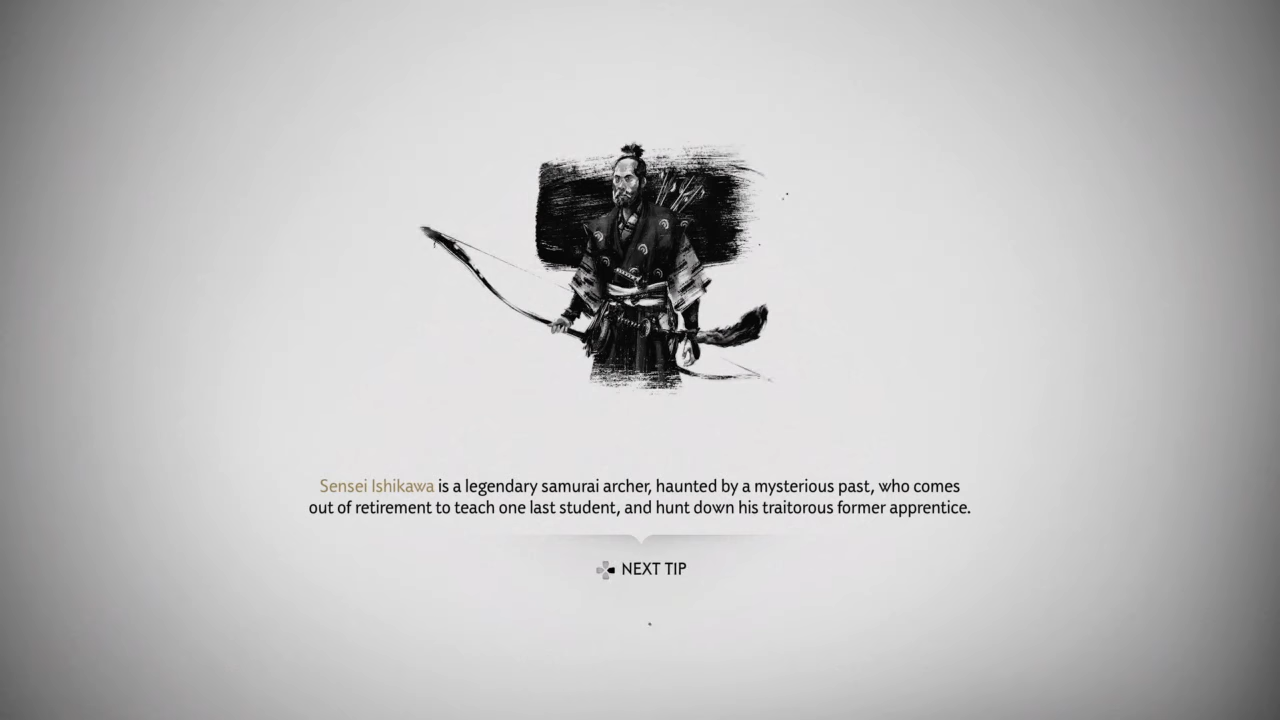 Sensei Ishikawa is a legendary samurai archer, haunted by a mysterious past, who comes
out of retirement to teach one last student, and hunt down his traitorous former apprentice.
NEXT TIP